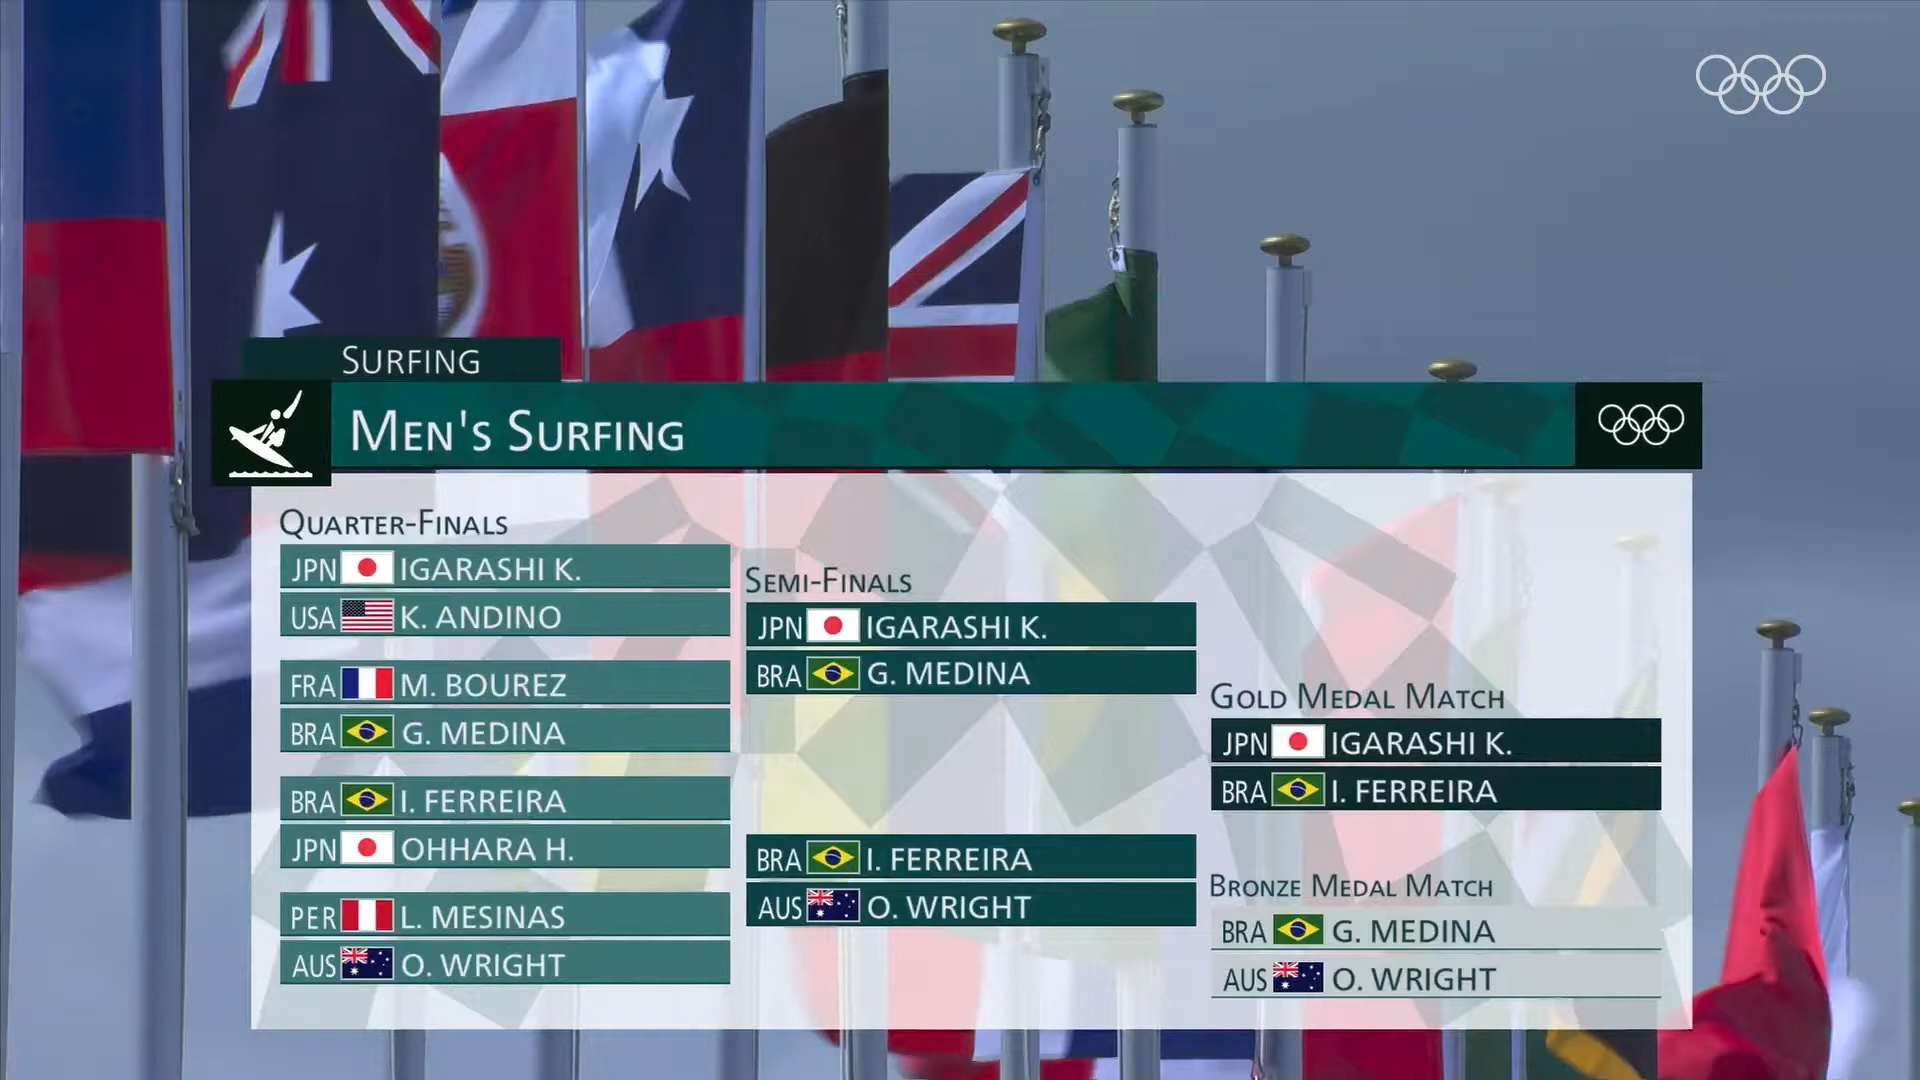 SURFING
MEN'S SURFING
QUARTER-FINALS
JPN IGARASHI K.
USA K. ANDINO
FRA M. BOUREZ
BRA G. MEDINA
BRA I. FERREIRA
JPN OHHARA H.
PER L. MESINAS
AUS O. WRIGHT
SEMI-FINALS
JPN IGARASHI K.
BRA G. MEDINA
BRA I. FERREIRA
AUS O. WRIGHT
GOLD MEDAL MATCH
JPN IGARASHI K.
BRA I. FERREIRA
BRONZE MEDAL MATCH
BRA G. MEDINA
AUS O. WRIGHT